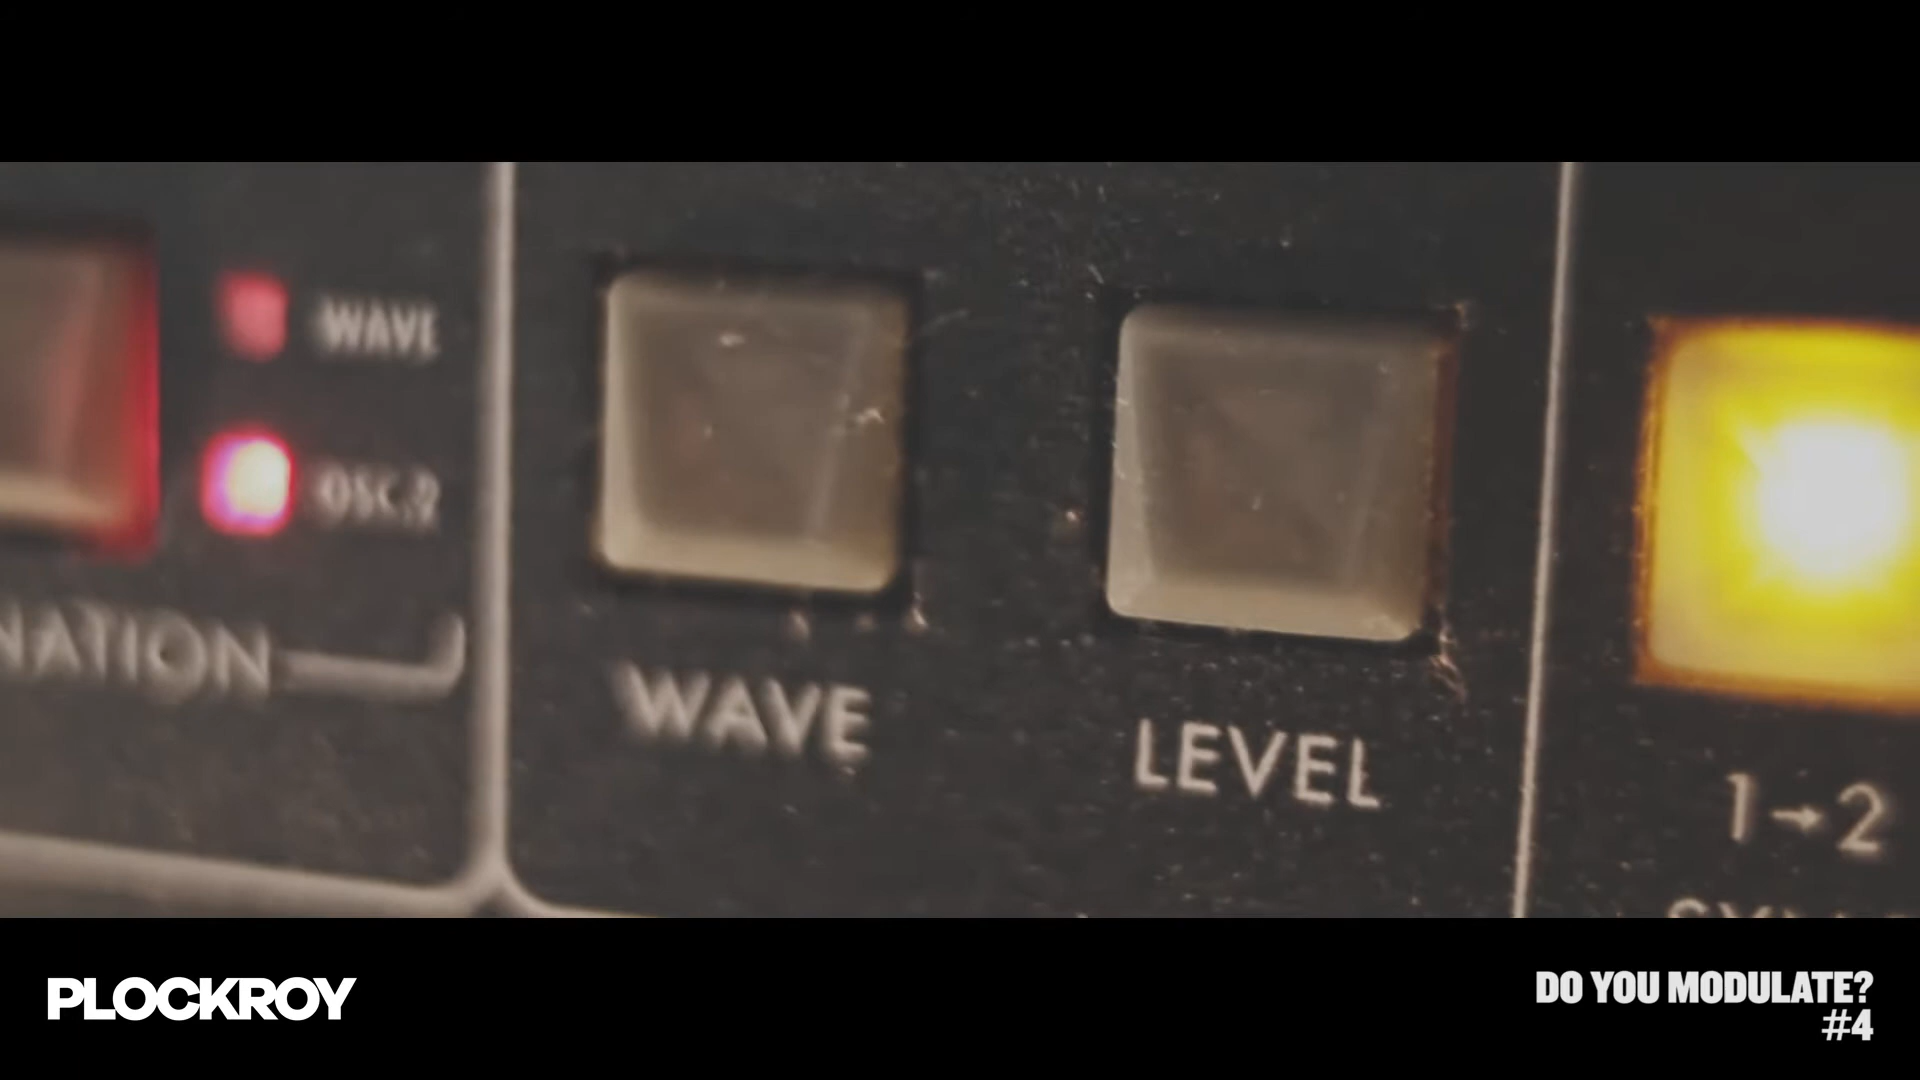 WAVE
OSC.2
NATION
WAVE
LEVEL
1→2
PLOCKROY
DO YOU MODULATE?
#4